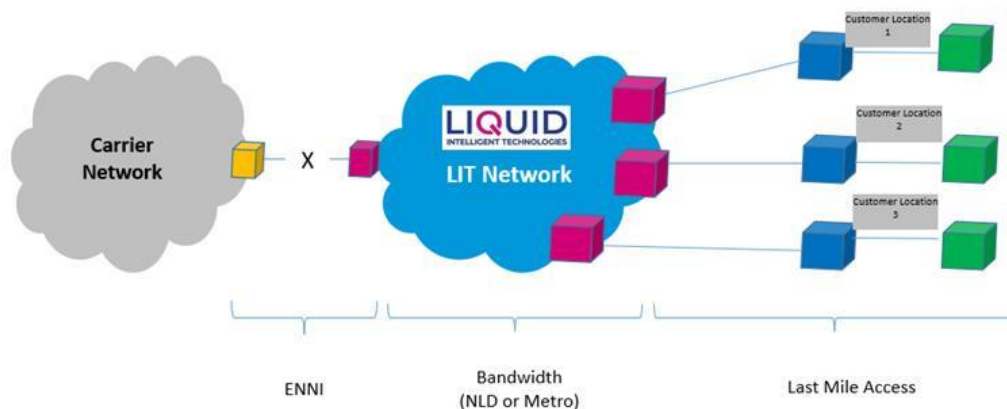 Carrier
Network
X
LIQUID
INTELLIGENT TECHNOLOGIES
LIT Network
Customer Location
1
Customer Location
2
Customer Location
3
ENNI
Bandwidth
(NLD or Metro)
Last Mile Access